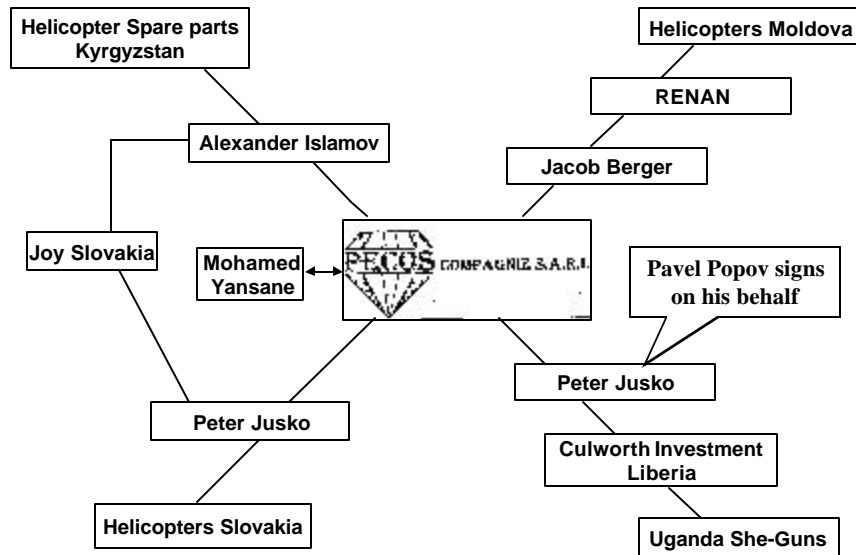 Helicopter Spare parts
Kyrgyzstan
Helicopters Moldova
RENAN
Alexander Islamov
Jacob Berger
Joy Slovakia
Mohamed
Yansane
PECOS COMPAGNIE S.A.R.L
Pavel Popov signs
on his behalf
Peter Jusko
Peter Jusko
Culworth Investment
Liberia
Helicopters Slovakia
Uganda She-Guns